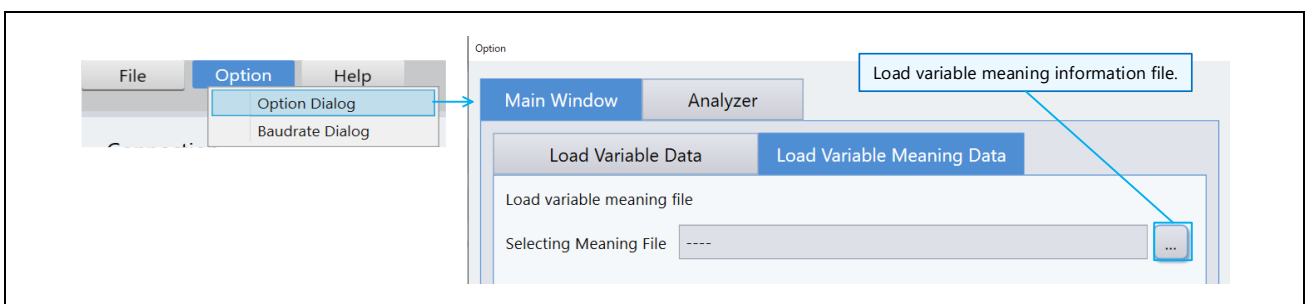 File Option Help
Option Dialog
Baudrate Dialog
Option
Load variable meaning information file.
Main Window Analyzer
Load Variable Data Load Variable Meaning Data
Load variable meaning file
Selecting Meaning File ----
...